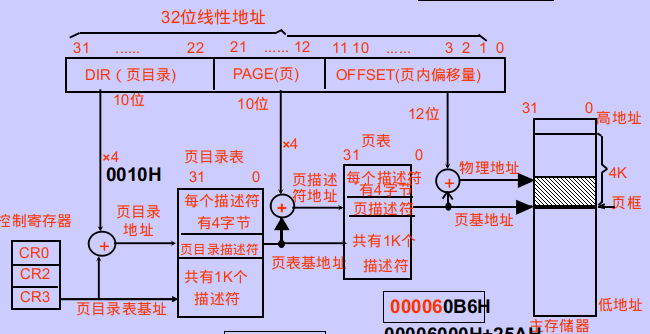 32位线性地址
31 …… 22 21 …… 12 11 10 …… 3 2 1 0
DIR（页目录） PAGE(页) OFFSET(页内偏移量)
10位 10位 12位
31 0
高地址
×4 ×4
0010H
页目录表
31 0
页表
31 0
物理地址
4K
每个描述符
有4字节
页描述
符地址
每个描述符
有4字节
页描述符
页目录
地址
控制寄存器
页框
页基地址
CR0
CR2
CR3
页目录描述符
共有1K个
描述符
页表基地址
共有1K个
描述符
页目录表基址
000060B6H
低地址
主存储器